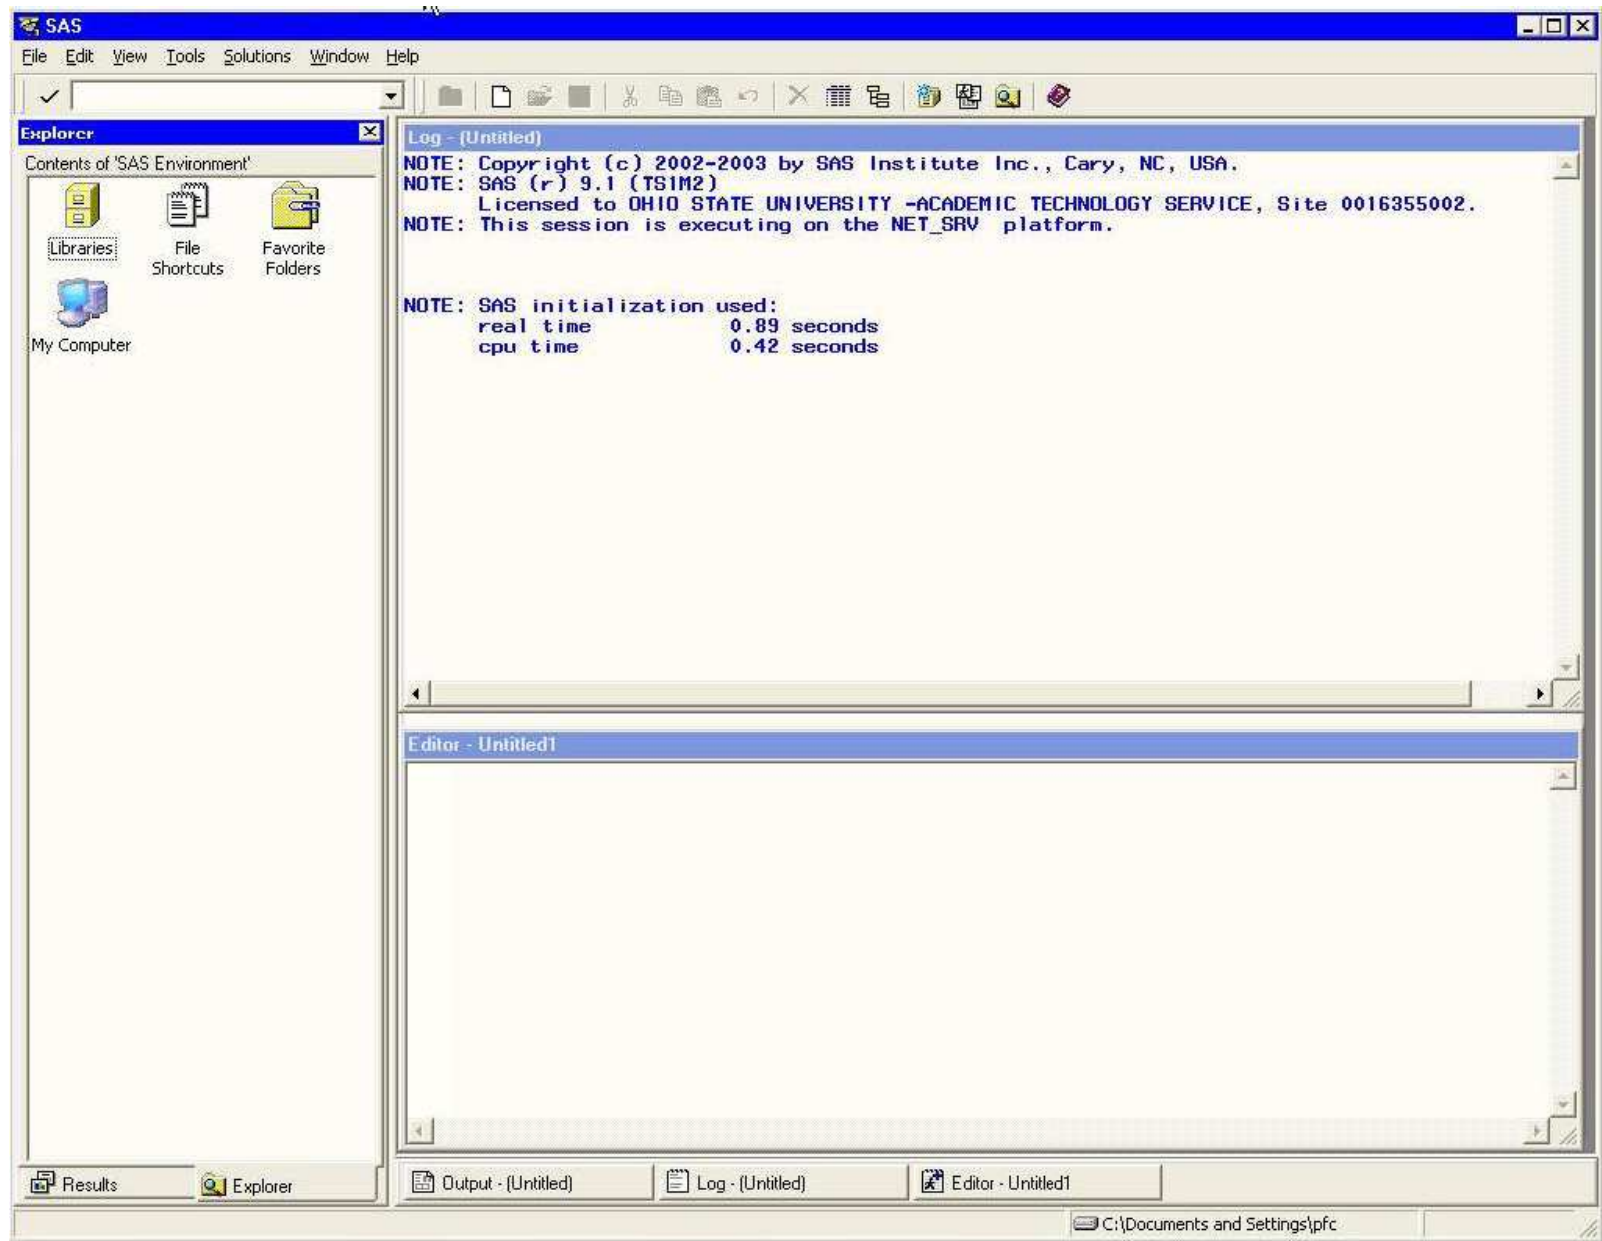 SAS
File Edit View Tools Solutions Window Help
Explorer
Contents of 'SAS Environment'
Libraries
File Shortcuts
Favorite Folders
My Computer
Log - (Untitled)
NOTE: Copyright (c) 2002-2003 by SAS Institute Inc., Cary, NC, USA.
NOTE: SAS (r) 9.1 (TS1M2)
Licensed to OHIO STATE UNIVERSITY -ACADEMIC TECHNOLOGY SERVICE, Site 0016355002.
NOTE: This session is executing on the NET_SRV platform.
NOTE: SAS initialization used:
real time 0.89 seconds
cpu time 0.42 seconds
Editor - Untitled1
Results
Explorer
Output - (Untitled)
Log - (Untitled)
Editor - Untitled1
C:\Documents and Settings\pfc